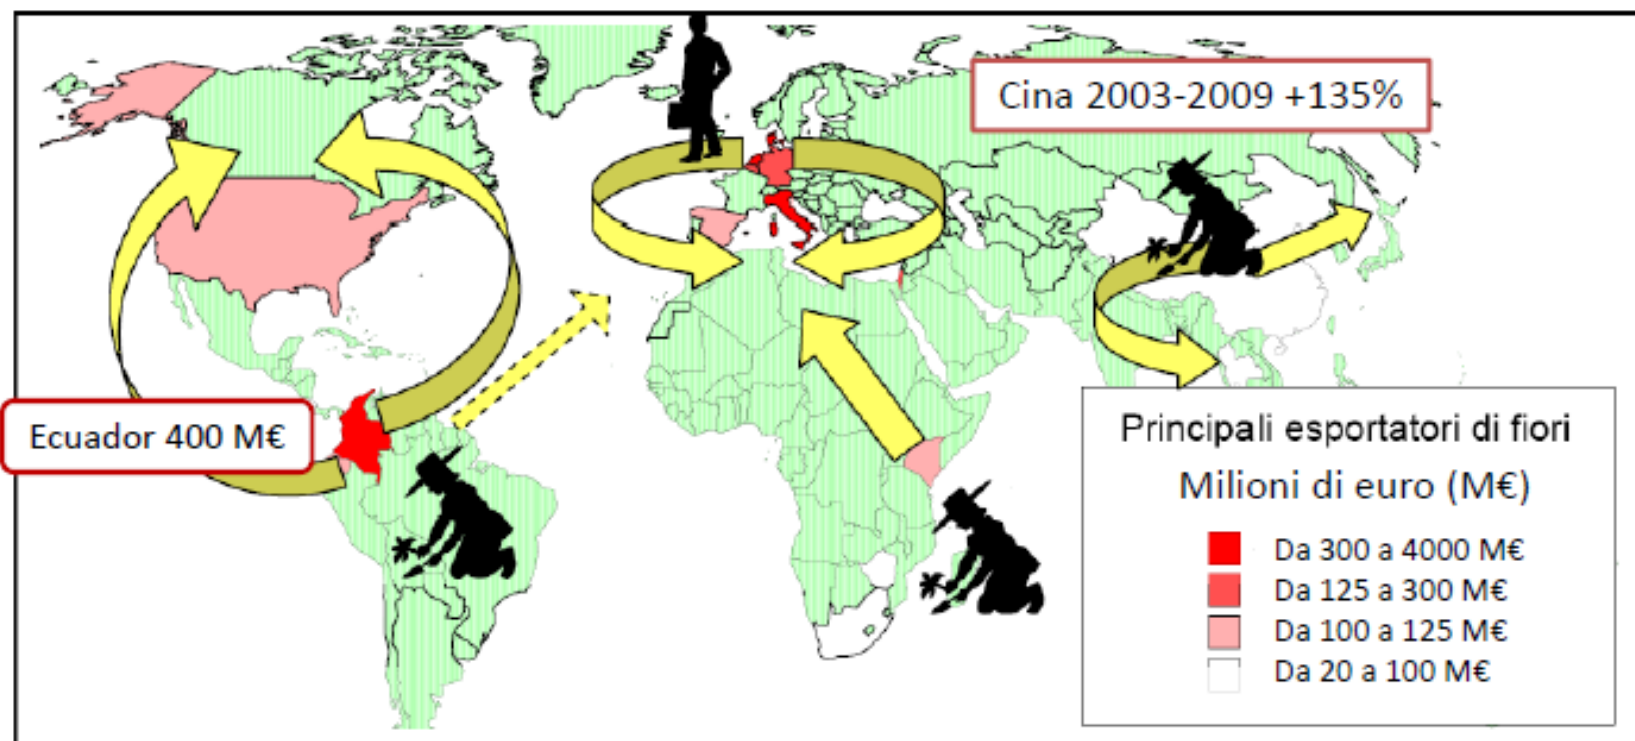 Cina 2003-2009 +135%
Ecuador 400 M€
Principali esportatori di fiori
Milioni di euro (M€)
Da 300 a 4000 M€
Da 125 a 300 M€
Da 100 a 125 M€
Da 20 a 100 M€